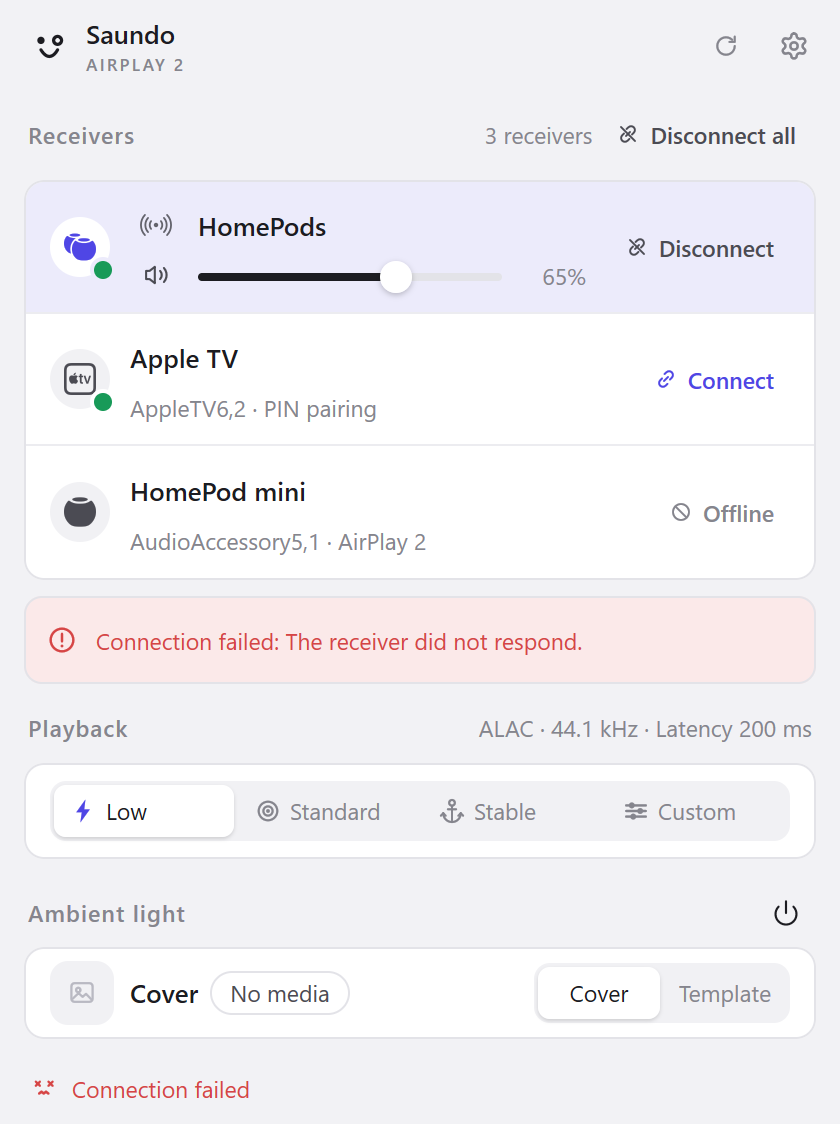 Saundo
AIRPLAY 2
Receivers
3 receivers
Disconnect all
HomePods
65%
Disconnect
tv
Apple TV
AppleTV6,2 · PIN pairing
Connect
HomePod mini
AudioAccessory5,1 · AirPlay 2
Offline
Connection failed: The receiver did not respond.
Playback
ALAC · 44.1 kHz · Latency 200 ms
Low
Standard
Stable
Custom
Ambient light
Cover
No media
Cover
Template
Connection failed